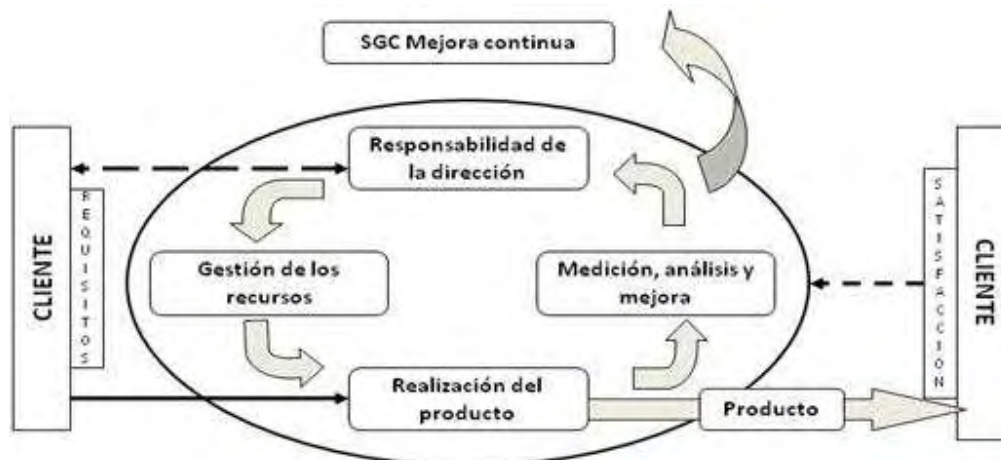 SGC Mejora continua
Responsabilidad de
la dirección
CLIENTE
REQUISITOS
Gestión de los
recursos
Medición, análisis y
mejora
SATISFACCION
CLIENTE
Realización del
producto
Producto